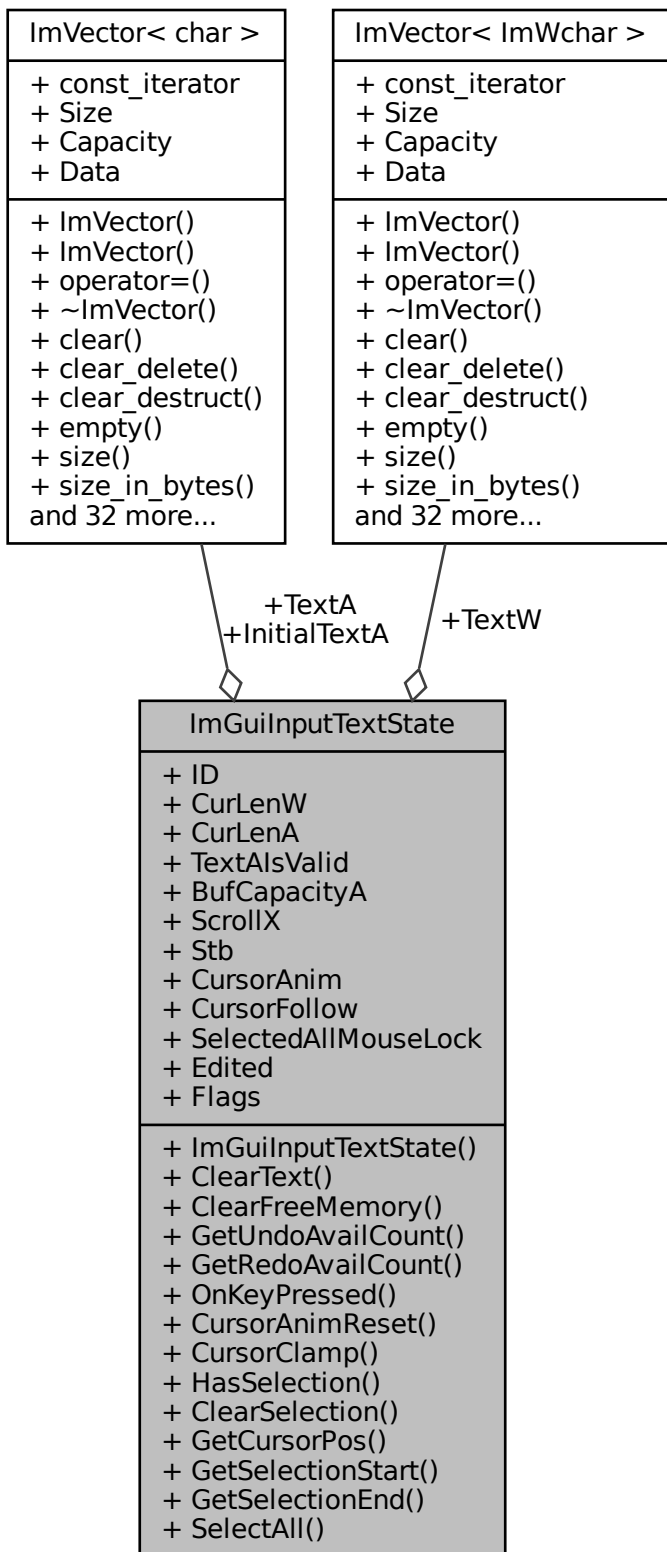 ImVector< char >
+ const_iterator
+ Size
+ Capacity
+ Data
+ ImVector()
+ ImVector()
+ operator=()
+ ~ImVector()
+ clear()
+ clear_delete()
+ clear_destruct()
+ empty()
+ size()
+ size_in_bytes()
and 32 more...
ImVector< ImWchar >
+ const_iterator
+ Size
+ Capacity
+ Data
+ ImVector()
+ ImVector()
+ operator=()
+ ~ImVector()
+ clear()
+ clear_delete()
+ clear_destruct()
+ empty()
+ size()
+ size_in_bytes()
and 32 more...
+TextA
+InitialTextA
+TextW
ImGuiInputTextState
+ ID
+ CurLenW
+ CurLenA
+ TextAIsValid
+ BufCapacityA
+ ScrollX
+ Stb
+ CursorAnim
+ CursorFollow
+ SelectedAllMouseLock
+ Edited
+ Flags
+ ImGuiInputTextState()
+ ClearText()
+ ClearFreeMemory()
+ GetUndoAvailCount()
+ GetRedoAvailCount()
+ OnKeyPressed()
+ CursorAnimReset()
+ CursorClamp()
+ HasSelection()
+ ClearSelection()
+ GetCursorPos()
+ GetSelectionStart()
+ GetSelectionEnd()
+ SelectAll()